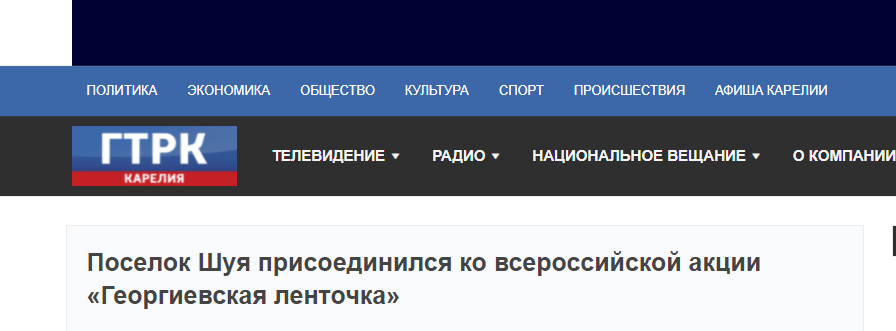 ПОЛИТИКА ЭКОНОМИКА ОБЩЕСТВО КУЛЬТУРА СПОРТ ПРОИСШЕСТВИЯ АФИША КАРЕЛИИ
ГТРК
КАРЕЛИЯ
ТЕЛЕВИДЕНИЕ РАДИО НАЦИОНАЛЬНОЕ ВЕЩАНИЕ О КОМПАНИИ
Поселок Шуя присоединился ко всероссийской акции
«Георгиевская ленточка»